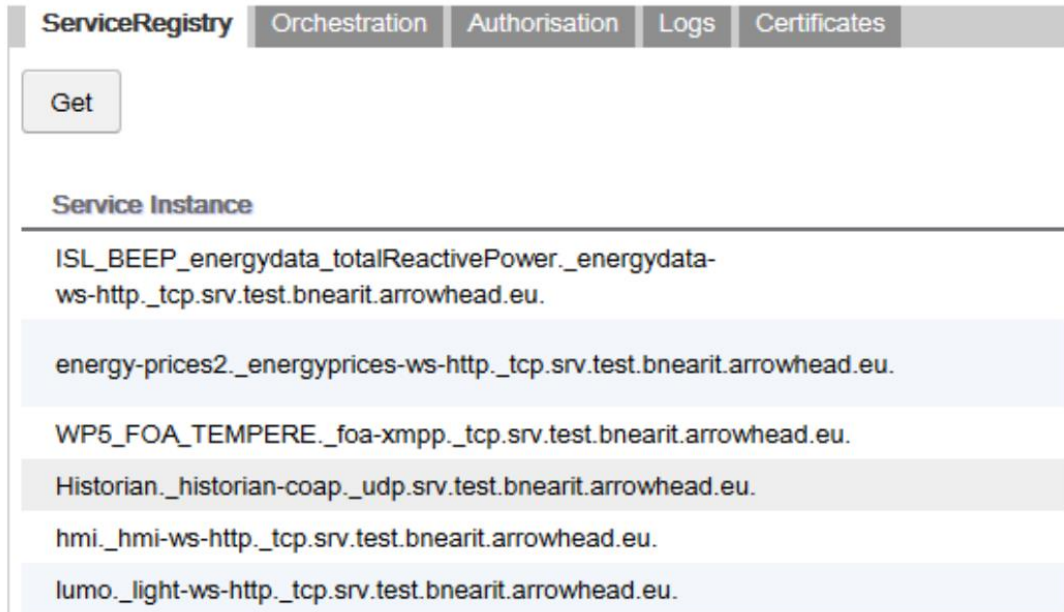 ServiceRegistry Orchestration Authorisation Logs Certificates
Get
Service Instance
ISL_BEEP_energydata_totalReactivePower._energydata-
ws-http._tcp.srv.test.bnearit.arrowhead.eu.
energy-prices2._energyprices-ws-http._tcp.srv.test.bnearit.arrowhead.eu.
WP5_FOA_TEMPERE._foa-xmpp._tcp.srv.test.bnearit.arrowhead.eu.
Historian._historian-coap._udp.srv.test.bnearit.arrowhead.eu.
hmi._hmi-ws-http._tcp.srv.test.bnearit.arrowhead.eu.
lumo._light-ws-http._tcp.srv.test.bnearit.arrowhead.eu.